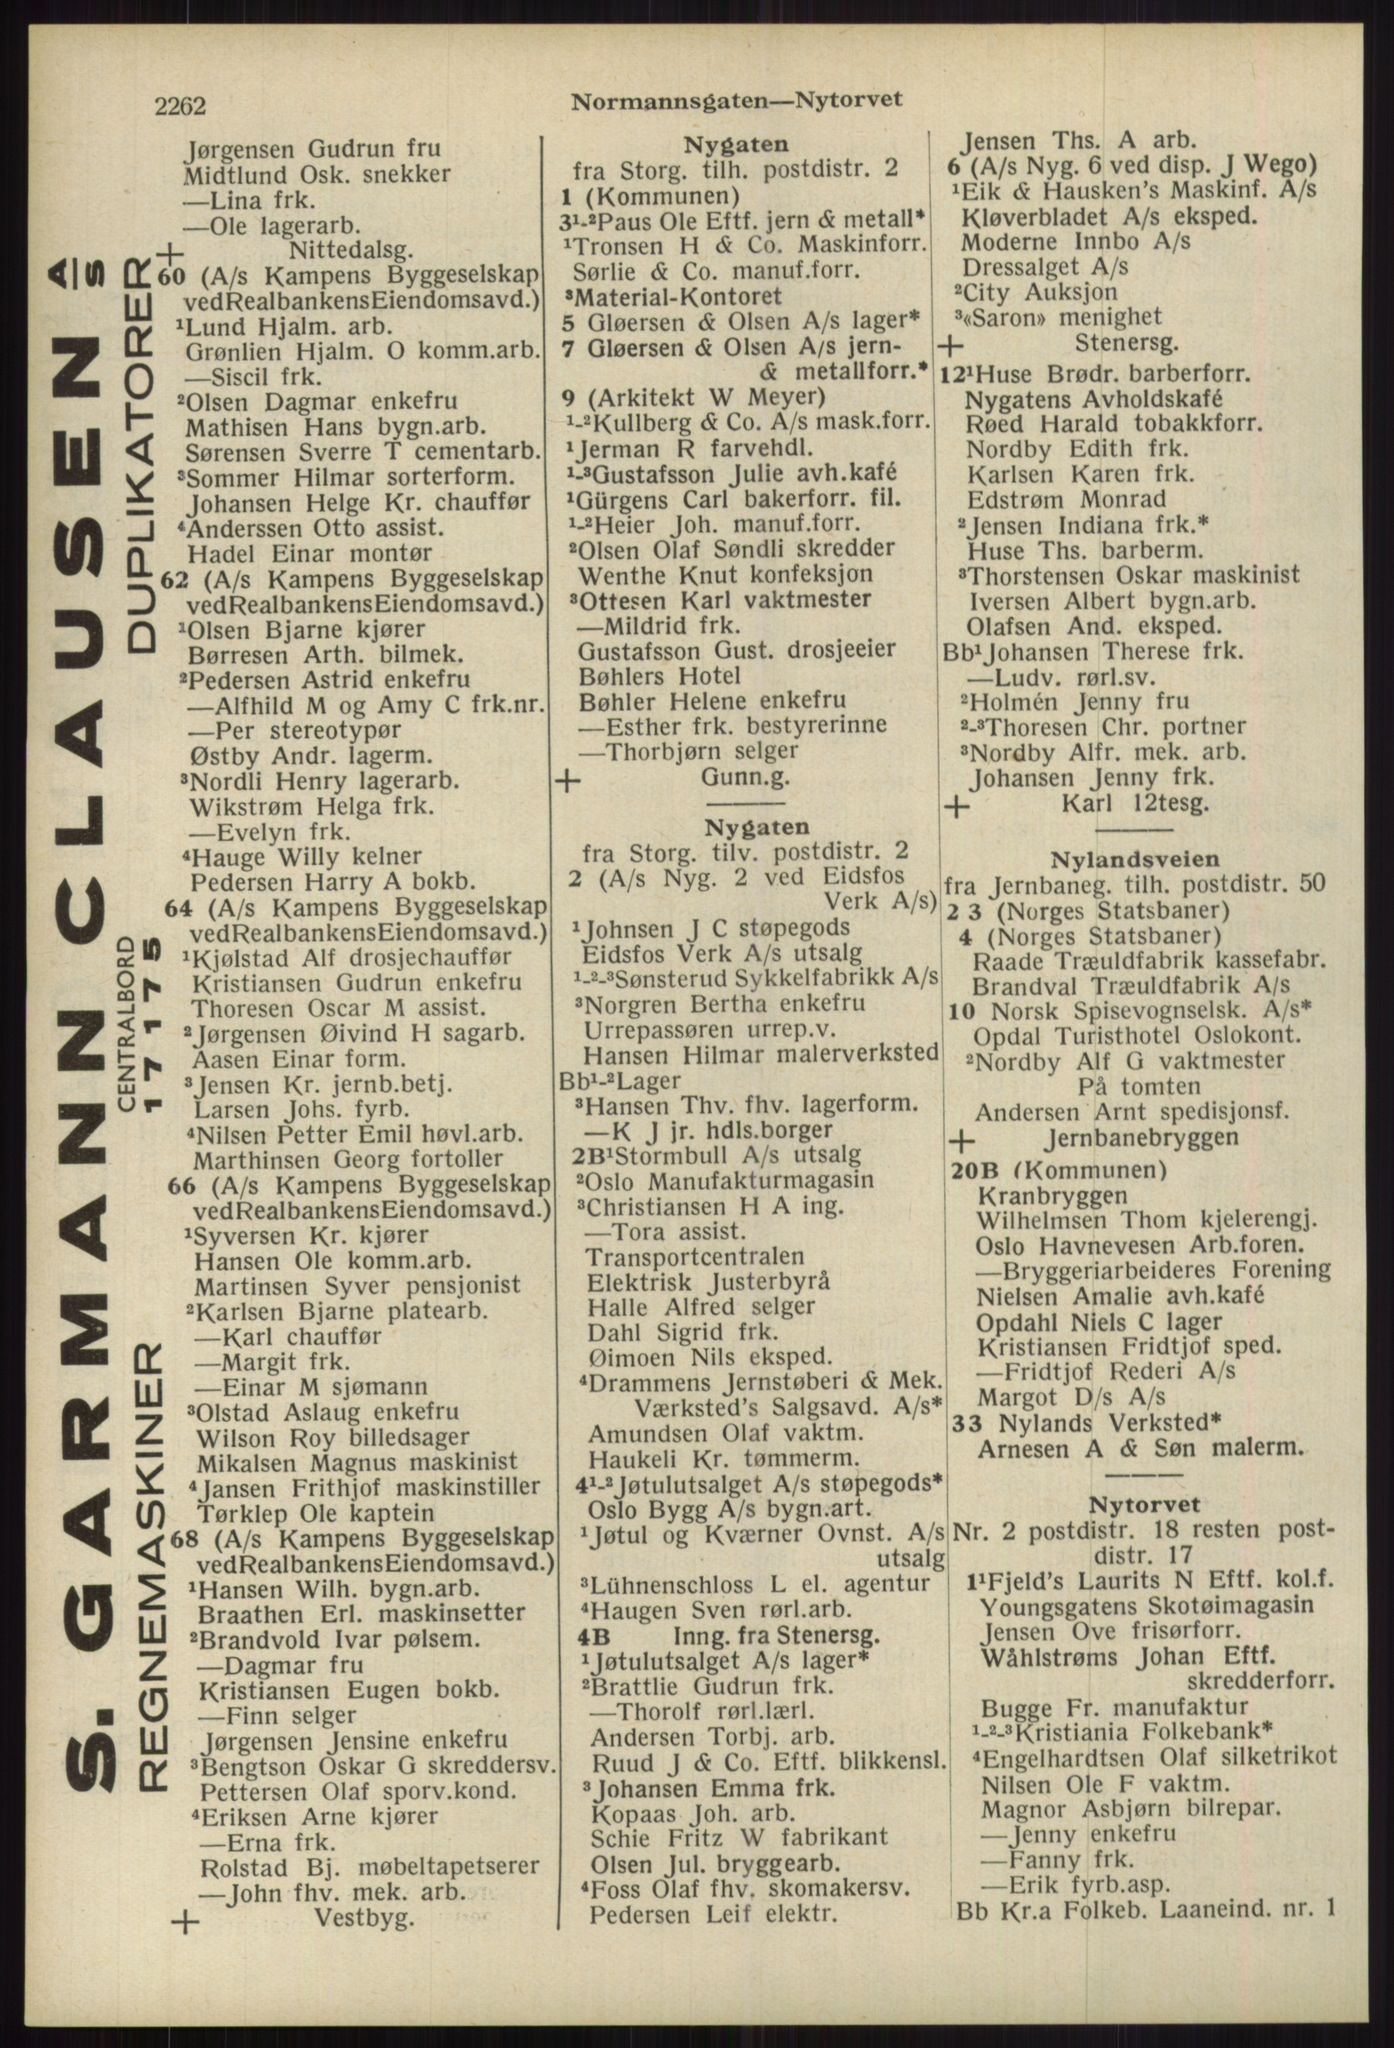 2262
Normannsgaten—Nytorvet
S. GARMANN CLAUSEN A/S
REGNEMASKINER
CENTRALBORD
17175
DUPLIKATORER
Jørgensen Gudrun fru
Midtlund Osk. snekker
—Lina frk.
—Ole lagerarb.
+ Nittedalsg.
60 (A/s Kampens Byggeselskap
vedRealbankensEiendomsavd.)
¹Lund Hjalm. arb.
Grønlien Hjalm. O komm.arb.
—Siscil frk.
²Olsen Dagmar enkefru
Mathisen Hans bygn.arb.
Sørensen Sverre T cementarb.
³Sommer Hilmar sorterform.
Johansen Helge Kr. chauffør
⁴Anderssen Otto assist.
Hadel Einar montør
62 (A/s Kampens Byggeselskap
vedRealbankensEiendomsavd.)
¹Olsen Bjarne kjører
Børresen Arth. bilmek.
²Pedersen Astrid enkefru
—Alfhild M og Amy C frk.nr.
—Per stereotypør
Østby Andr. lagerm.
³Nordli Henry lagerarb.
Wikstrøm Helga frk.
—Evelyn frk.
⁴Hauge Willy kelner
Pedersen Harry A bokb.
64 (A/s Kampens Byggeselskap
vedRealbankensEiendomsavd.)
¹Kjølstad Alf drosjechauffør
Kristiansen Gudrun enkefru
Thoresen Oscar M assist.
²Jørgensen Øivind H sagarb.
Aasen Einar form.
³Jensen Kr. jernb.betj.
Larsen Johs. fyrb.
⁴Nilsen Petter Emil høvl.arb.
Marthinsen Georg fortoller
66 (A/s Kampens Byggeselskap
vedRealbankensEiendomsavd.)
¹Syversen Kr. kjører
Hansen Ole komm.arb.
Martinsen Syver pensjonist
²Karlsen Bjarne platearb.
—Karl chauffør
—Margit frk.
—Einar M sjømann
³Olstad Aslaug enkefru
Wilson Roy billedsager
Mikalsen Magnus maskinist
⁴Jansen Frithjof maskinstiller
Tørklep Ole kaptein
68 (A/s Kampens Byggeselskap
vedRealbankensEiendomsavd.)
¹Hansen Wilh. bygn.arb.
Braathen Erl. maskinsetter
²Brandvold Ivar pølsem.
—Dagmar fru
Kristiansen Eugen bokb.
—Finn selger
Jørgensen Jensine enkefru
³Bengtson Oskar G skreddersv.
Pettersen Olaf sporv.kond.
⁴Eriksen Arne kjører
—Erna frk.
Rolstad Bj. møbeltapetserer
—John fhv. mek. arb.
+ Vestbyg.
Nygaten
fra Storg. tilh. postdistr. 2
1 (Kommunen)
3¹-²Paus Ole Eftf. jern & metall*
¹Tronsen H & Co. Maskinforr.
Sørlie & Co. manuf.forr.
³Material-Kontoret
5 Gløersen & Olsen A/s lager*
7 Gløersen & Olsen A/s jern-
& metallforr.*
9 (Arkitekt W Meyer)
¹-²Kullberg & Co. A/s mask.forr.
¹Jerman R farvehdl.
¹-³Gustafsson Julie avh.kafé
¹Gürgens Carl bakerforr. fil.
¹-²Heier Joh. manuf.forr.
²Olsen Olaf Søndli skredder
Wenthe Knut konfeksjon
³Ottesen Karl vaktmester
—Mildrid frk.
Gustafsson Gust. drosjeeier
Bøhlers Hotel
Bøhler Helene enkefru
—Esther frk. bestyrerinne
—Thorbjørn selger
+ Gunn.g.
Nygaten
fra Storg. tilv. postdistr. 2
2 (A/s Nyg. 2 ved Eidsfos
Verk A/s)
¹Johnsen J C støpegods
Eidsfos Verk A/s utsalg
¹-²-³Sønsterud Sykkelfabrikk A/s
³Norgren Bertha enkefru
Urrepassøren urrep.v.
Hansen Hilmar malerverksted
Bb¹-²Lager
³Hansen Thv. fhv. lagerform.
—K J jr. hdls.borger
2B¹Stormbull A/s utsalg
²Oslo Manufakturmagasin
³Christiansen H A ing.
—Tora assist.
Transportcentralen
Elektrisk Justerbyrå
Halle Alfred selger
Dahl Sigrid frk.
Øimoen Nils eksped.
⁴Drammens Jernstøberi & Mek.
Værksted's Salgsavd. A/s*
Amundsen Olaf vaktm.
Haukeli Kr. tømmerm.
4¹-²Jøtulutsalget A/s støpegods*
Oslo Bygg A/s bygn.art.
¹Jøtul og Kværner Ovnst. A/s
utsalg
³Lühnenschloss L el. agentur
⁴Haugen Sven rørl.arb.
4B Inng. fra Stenersg.
¹Jøtulutsalget A/s lager*
²Brattlie Gudrun frk.
—Thorolf rørl.lærl.
Andersen Torbj. arb.
Ruud J & Co. Eftf. blikkensl.
³Johansen Emma frk.
Kopaas Joh. arb.
Schie Fritz W fabrikant
Olsen Jul. bryggearb.
⁴Foss Olaf fhv. skomakersv.
Pedersen Leif elektr.
Jensen Ths. A arb.
6 (A/s Nyg. 6 ved disp. J Wego)
¹Eik & Hausken's Maskinf. A/s
Kløverbladet A/s eksped.
Moderne Innbo A/s
Dressalget A/s
²City Auksjon
³«Saron» menighet
+ Stenersg.
12¹Huse Brødr. barberforr.
Nygatens Avholdskafé
Røed Harald tobakkforr.
Nordby Edith frk.
Karlsen Karen frk.
Edstrøm Monrad
²Jensen Indiana frk.*
Huse Ths. barberm.
³Thorstensen Oskar maskinist
Iversen Albert bygn.arb.
Olafsen And. eksped.
Bb¹Johansen Therese frk.
—Ludv. rørl.sv.
²Holmén Jenny fru
²-³Thoresen Chr. portner
³Nordby Alfr. mek. arb.
Johansen Jenny frk.
+ Karl 12tesg.
Nylandsveien
fra Jernbaneg. tilh. postdistr. 50
2 3 (Norges Statsbaner)
4 (Norges Statsbaner)
Raade Træuldfabrik kassefabr.
Brandval Træuldfabrik A/s
10 Norsk Spisevognselsk. A/s*
Opdal Turisthotel Oslokont.
²Nordby Alf G vaktmester
På tomten
Andersen Arnt spedisjonsf.
+ Jernbanebryggen
20B (Kommunen)
Kranbryggen
Wilhelmsen Thom kjelerengj.
Oslo Havnevesen Arb.foren.
—Bryggeriarbeideres Forening
Nielsen Amalie avh.kafé
Opdahl Niels C lager
Kristiansen Fridtjof sped.
—Fridtjof Rederi A/s
Margot D/s A/s
33 Nylands Verksted*
Arnesen A & Søn malerm.
Nytorvet
Nr. 2 postdistr. 18 resten post-
distr. 17
1¹Fjeld's Laurits N Eftf. kol.f.
Youngsgatens Skotøimagasin
Jensen Ove frisørforr.
Wåhlstrøms Johan Eftf.
skredderforr.
Bugge Fr. manufaktur
¹-²-³Kristiania Folkebank*
⁴Engelhardtsen Olaf silketrikot
Nilsen Ole F vaktm.
Magnor Asbjørn bilrepar.
—Jenny enkefru
—Fanny frk.
—Erik fyrb.asp.
Bb Kr.a Folkeb. Laaneind. nr. 1